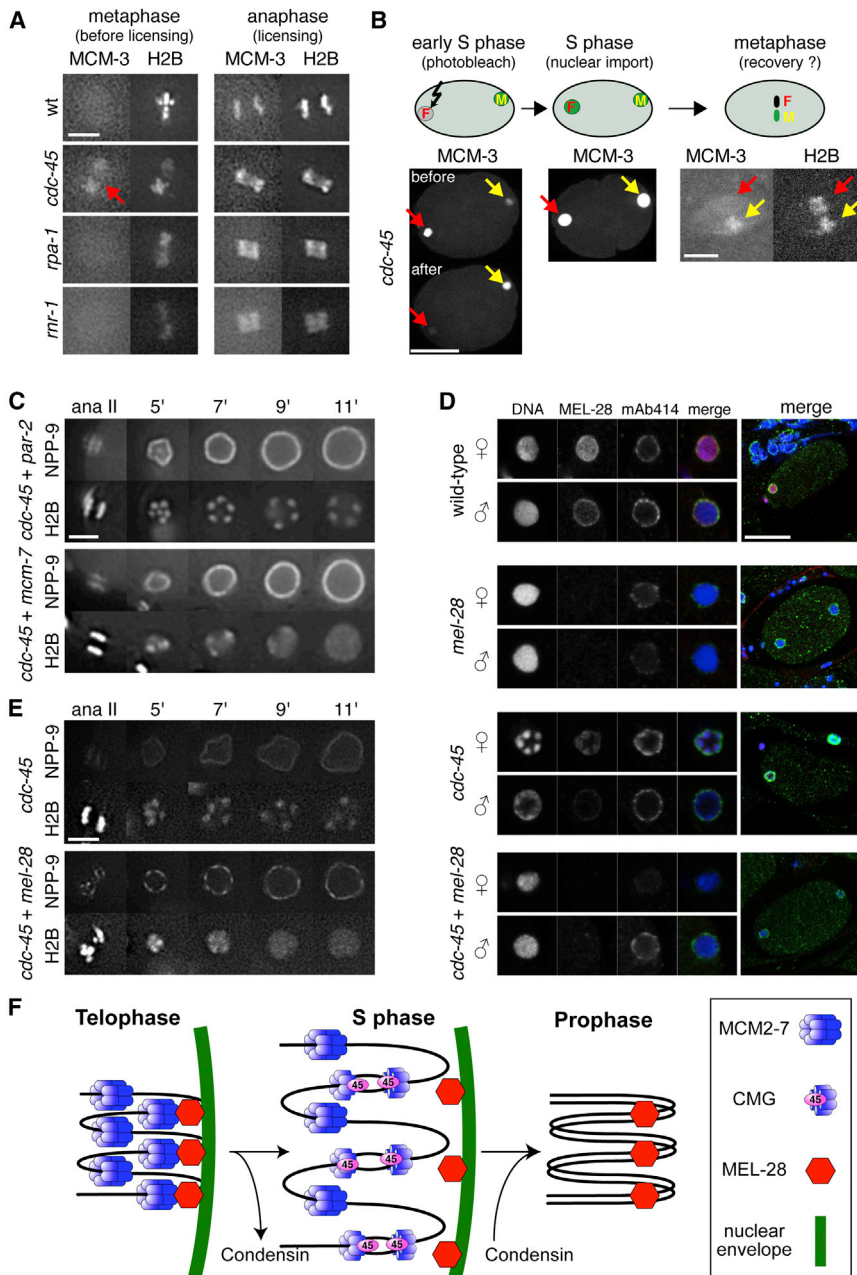 A
metaphase
(before licensing)
anaphase
(licensing)
MCM-3 H2B MCM-3 H2B
wt
cdc-45
rpa-1
rnr-1
B
early S phase
(photobleach)
S phase
(nuclear import)
metaphase
(recovery ?)
F M
F M
F
M
MCM-3 MCM-3 MCM-3 H2B
before
after
cdc-45
C
ana II 5' 7' 9' 11'
cdc-45 + par-2
NPP-9
H2B
cdc-45 + mcm-7
NPP-9
H2B
D
DNA MEL-28 mAb414 merge merge
wild-type
♀
♂
mel-28
♀
♂
cdc-45
♀
♂
cdc-45 + mel-28
♀
♂
E
ana II 5' 7' 9' 11'
cdc-45
NPP-9
H2B
cdc-45 + mel-28
NPP-9
H2B
F
Telophase S phase Prophase
45 45
45 45
45 45
Condensin Condensin
MCM2-7
CMG
45
MEL-28
nuclear
envelope